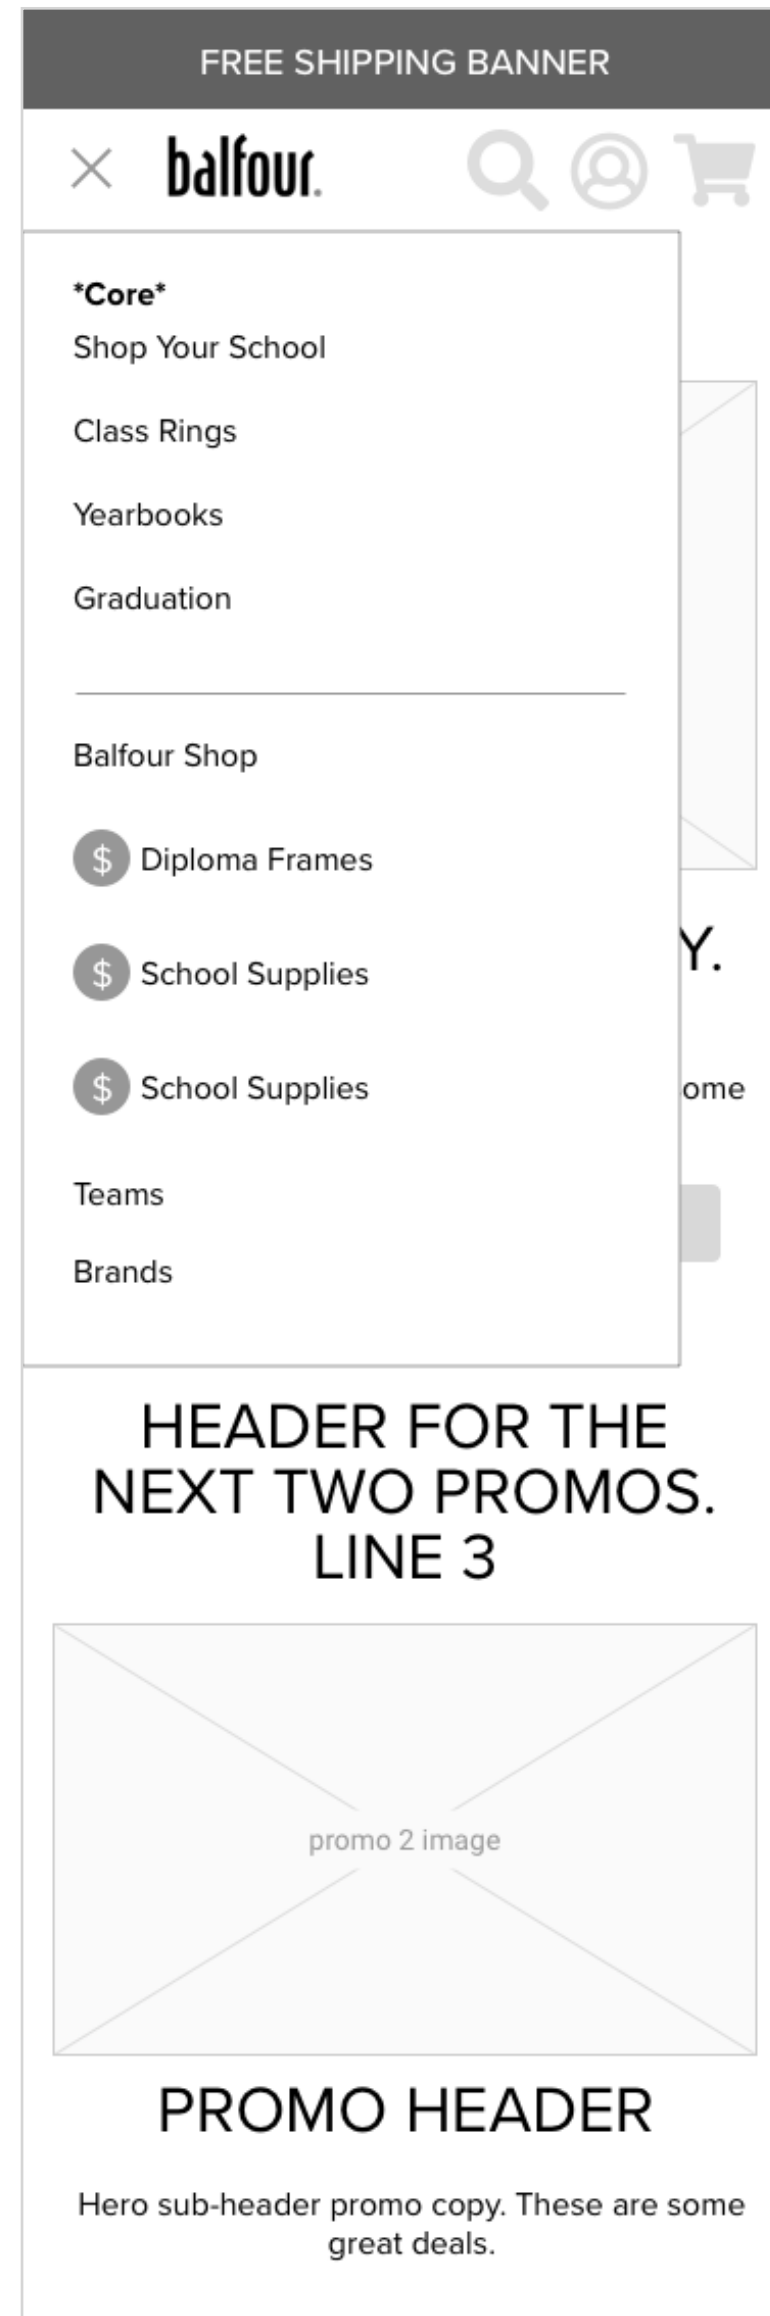 FREE SHIPPING BANNER
balfour.
*Core*
Shop Your School
Class Rings
Yearbooks
Graduation
Balfour Shop
$ Diploma Frames
Y.
$ School Supplies
$ School Supplies
ome
Teams
Brands
HEADER FOR THE
NEXT TWO PROMOS.
LINE 3
promo 2 image
PROMO HEADER
Hero sub-header promo copy. These are some
great deals.